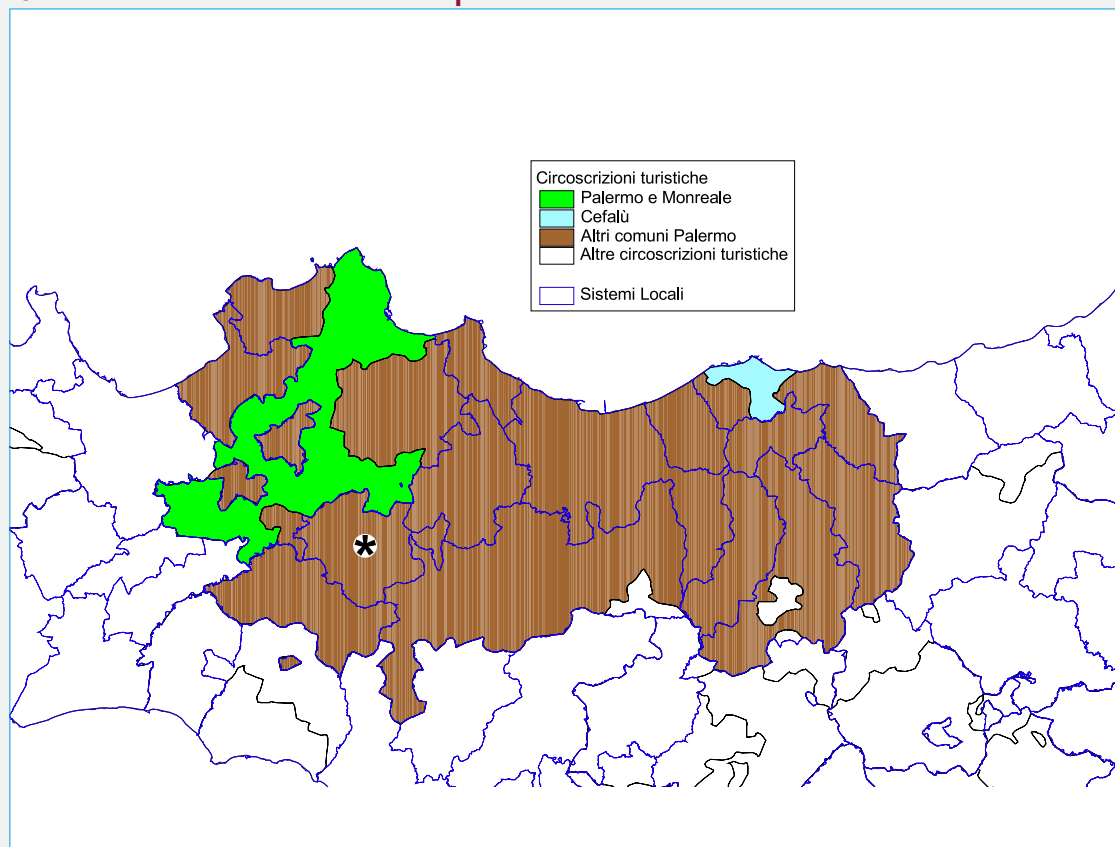 Circoscrizioni turistiche
Palermo e Monreale
Cefalù
Altri comuni Palermo
Altre circoscrizioni turistiche
Sistemi Locali
*